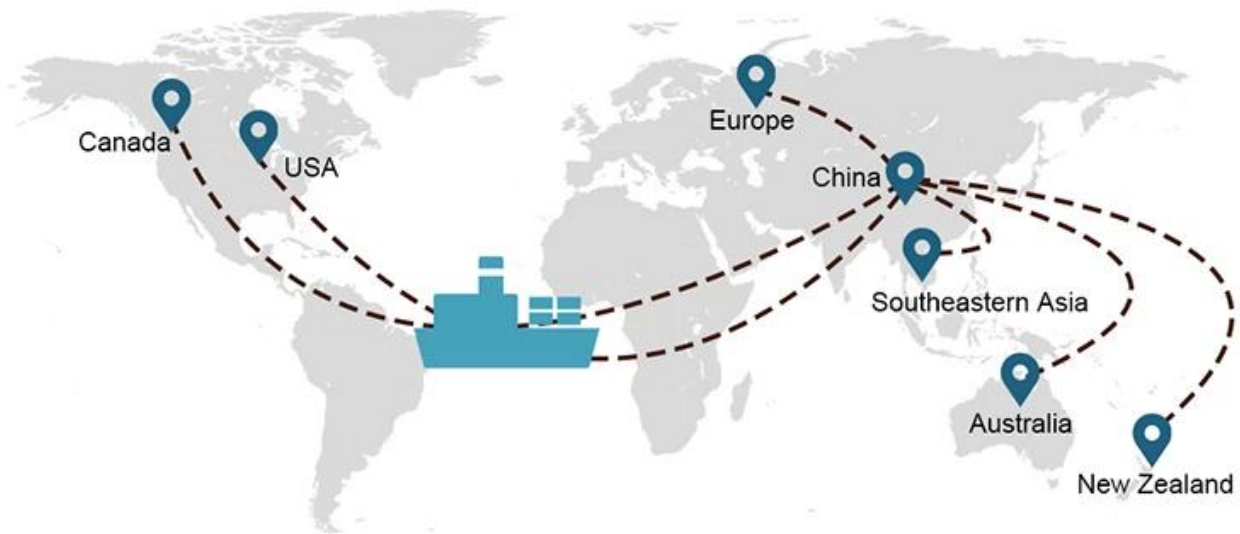 Canada
USA
Europe
China
Southeastern Asia
Australia
New Zealand